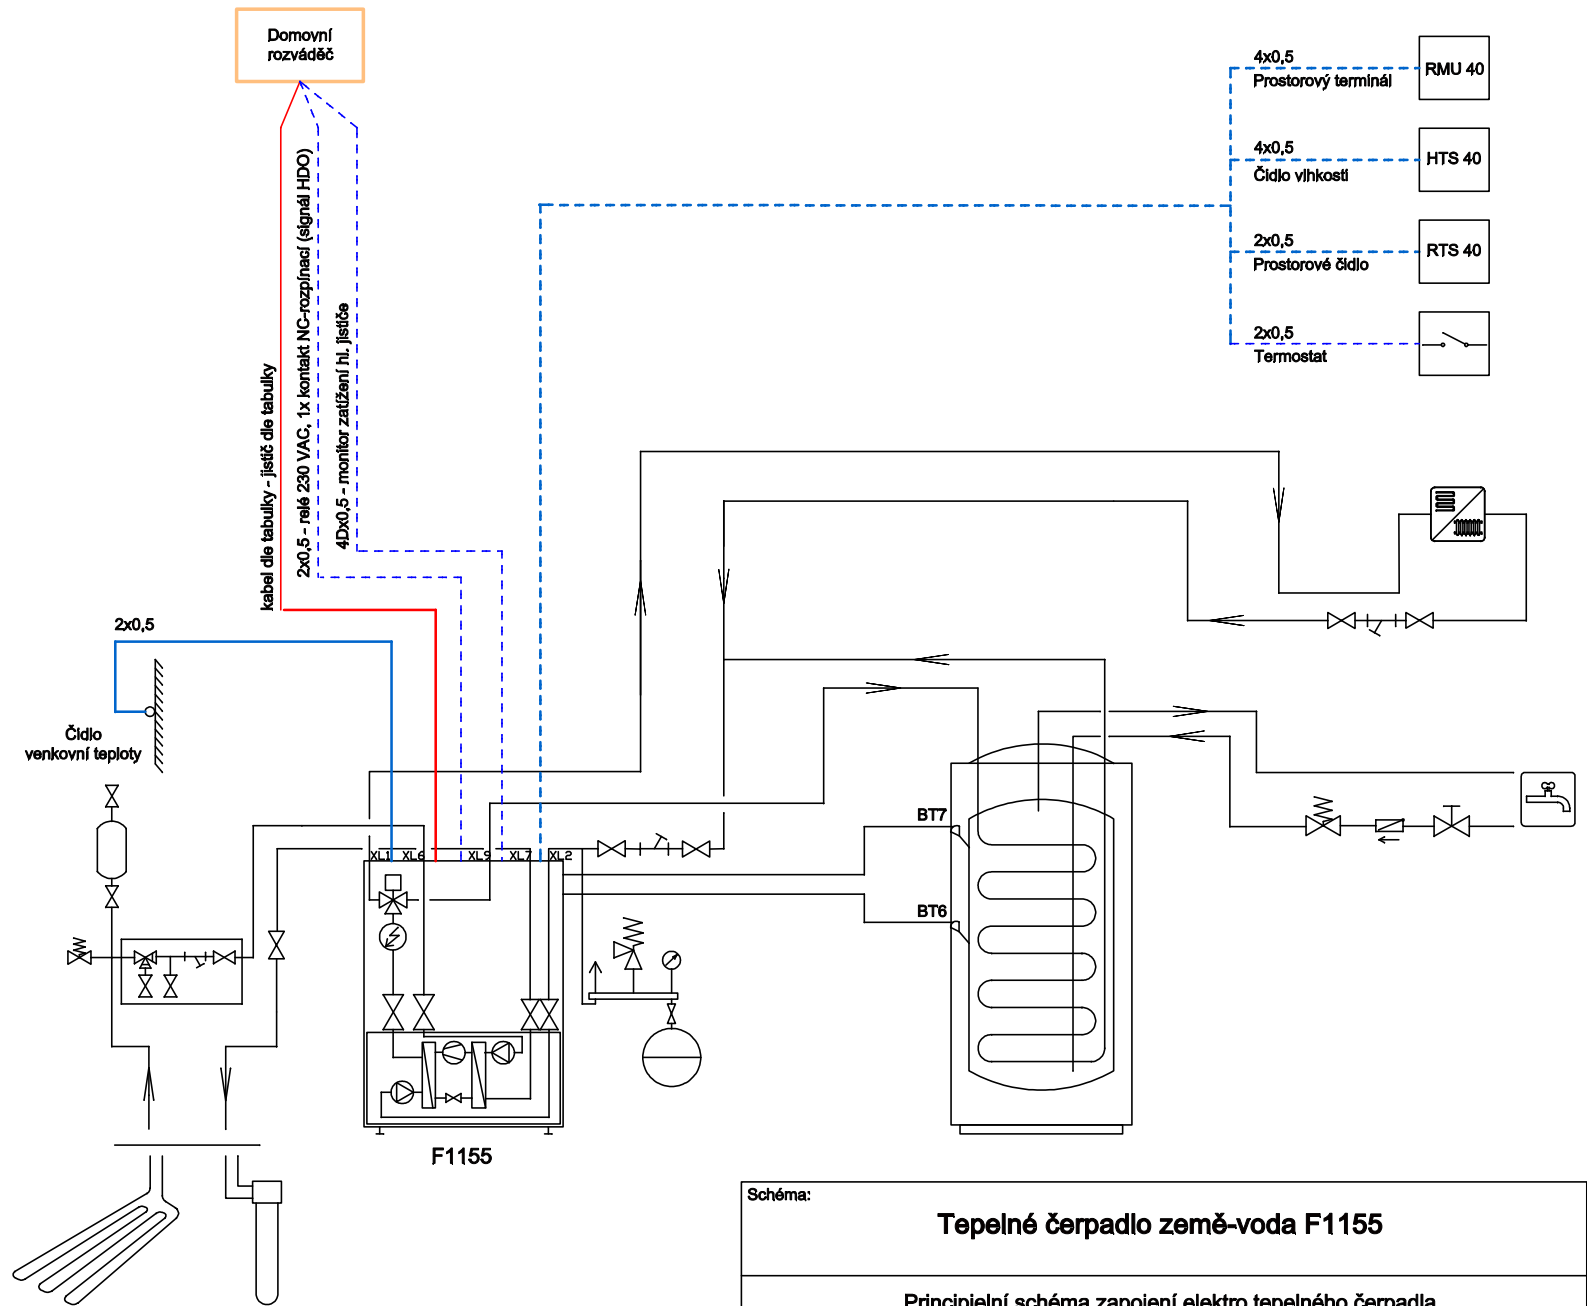 Domovní
rozváděč
4x0,5
Prostorový terminál
RMU 40
4x0,5
Čidlo vlhkosti
HTS 40
2x0,5
Prostorové čidlo
RTS 40
2x0,5
Termostat
kabel dle tabulky - jistič dle tabulky
2x0,5 - relé 230 VAC, 1x kontakt NC-rozpínací (signál HDO)
4Dx0,5 - monitor zatížení hl. jističe
2x0,5
Čidlo
venkovní teploty
XL1 XL6 XL9 XL7 XL2
BT7
BT6
F1155
Schéma:
Tepelné čerpadlo země-voda F1155
Principielní schéma zapojení elektro tepelného čerpadla